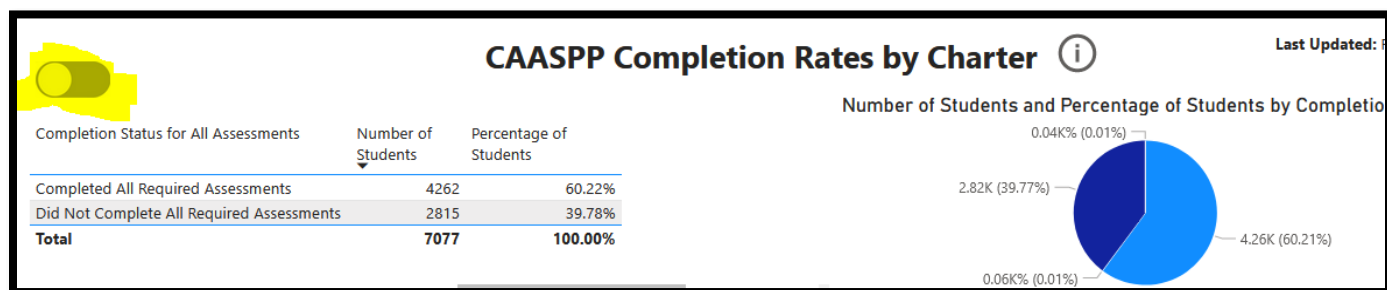 CAASPP Completion Rates by Charter
Last Updated:
Number of Students and Percentage of Students by Completio
Completion Status for All Assessments Number of Students Percentage of Students
Completed All Required Assessments 4262 60.22%
Did Not Complete All Required Assessments 2815 39.78%
Total 7077 100.00%
0.04K% (0.01%)
2.82K (39.77%)
4.26K (60.21%)
0.06K% (0.01%)